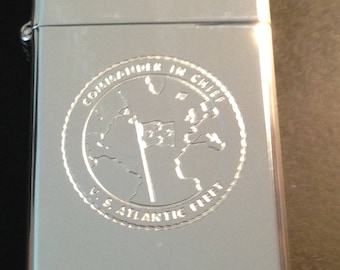 COMMANDER IN CHIEF
U. S. ATLANTIC FLEET